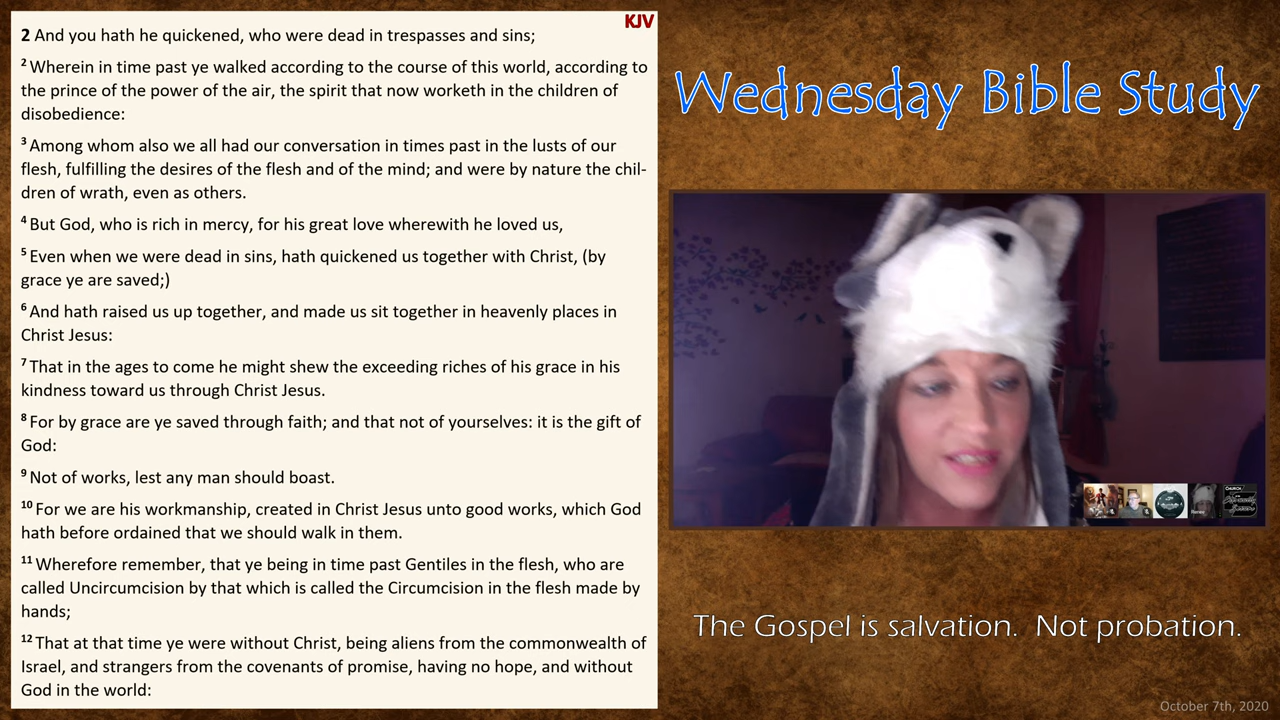 KJV
2 And you hath he quickened, who were dead in trespasses and sins;
2 Wherein in time past ye walked according to the course of this world, according to
the prince of the power of the air, the spirit that now worketh in the children of
disobedience:
3 Among whom also we all had our conversation in times past in the lusts of our
flesh, fulfilling the desires of the flesh and of the mind; and were by nature the chil-
dren of wrath, even as others.
4 But God, who is rich in mercy, for his great love wherewith he loved us,
5 Even when we were dead in sins, hath quickened us together with Christ, (by
grace ye are saved;)
6 And hath raised us up together, and made us sit together in heavenly places in
Christ Jesus:
7 That in the ages to come he might shew the exceeding riches of his grace in his
kindness toward us through Christ Jesus.
8 For by grace are ye saved through faith; and that not of yourselves: it is the gift of
God:
9 Not of works, lest any man should boast.
10 For we are his workmanship, created in Christ Jesus unto good works, which God
hath before ordained that we should walk in them.
11 Wherefore remember, that ye being in time past Gentiles in the flesh, who are
called Uncircumcision by that which is called the Circumcision in the flesh made by
hands;
12 That at that time ye were without Christ, being aliens from the commonwealth of
Israel, and strangers from the covenants of promise, having no hope, and without
God in the world:
Wednesday Bible Study
Renee
CHURCH
The Gospel is salvation. Not probation.
October 7th, 2020